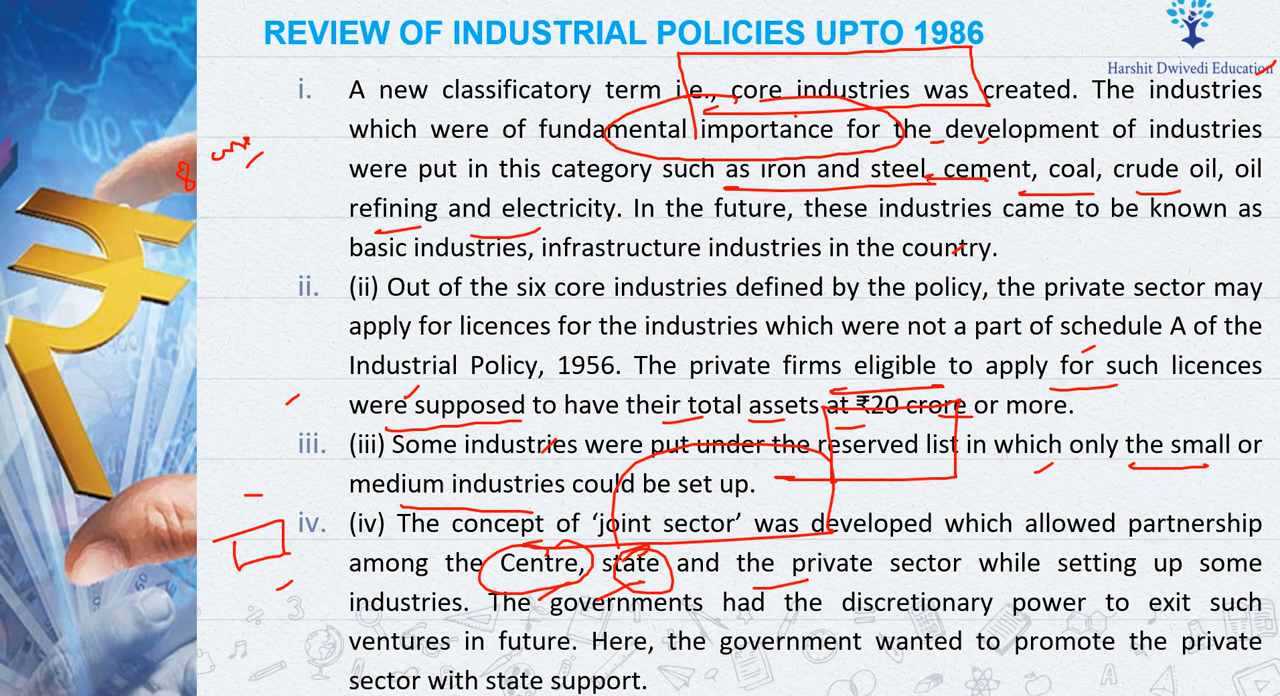 REVIEW OF INDUSTRIAL POLICIES UPTO 1986
Harshit Dwivedi Education
i. A new classificatory term i.e., core industries was created. The industries
which were of fundamental importance for the development of industries
were put in this category such as iron and steel, cement, coal, crude oil, oil
refining and electricity. In the future, these industries came to be known as
basic industries, infrastructure industries in the country.
ii. (ii) Out of the six core industries defined by the policy, the private sector may
apply for licences for the industries which were not a part of schedule A of the
Industrial Policy, 1956. The private firms eligible to apply for such licences
were supposed to have their total assets at ₹20 crore or more.
iii. (iii) Some industries were put under the reserved list in which only the small or
medium industries could be set up.
iv. (iv) The concept of ‘joint sector’ was developed which allowed partnership
among the Centre, state and the private sector while setting up some
industries. The governments had the discretionary power to exit such
ventures in future. Here, the government wanted to promote the private
sector with state support.